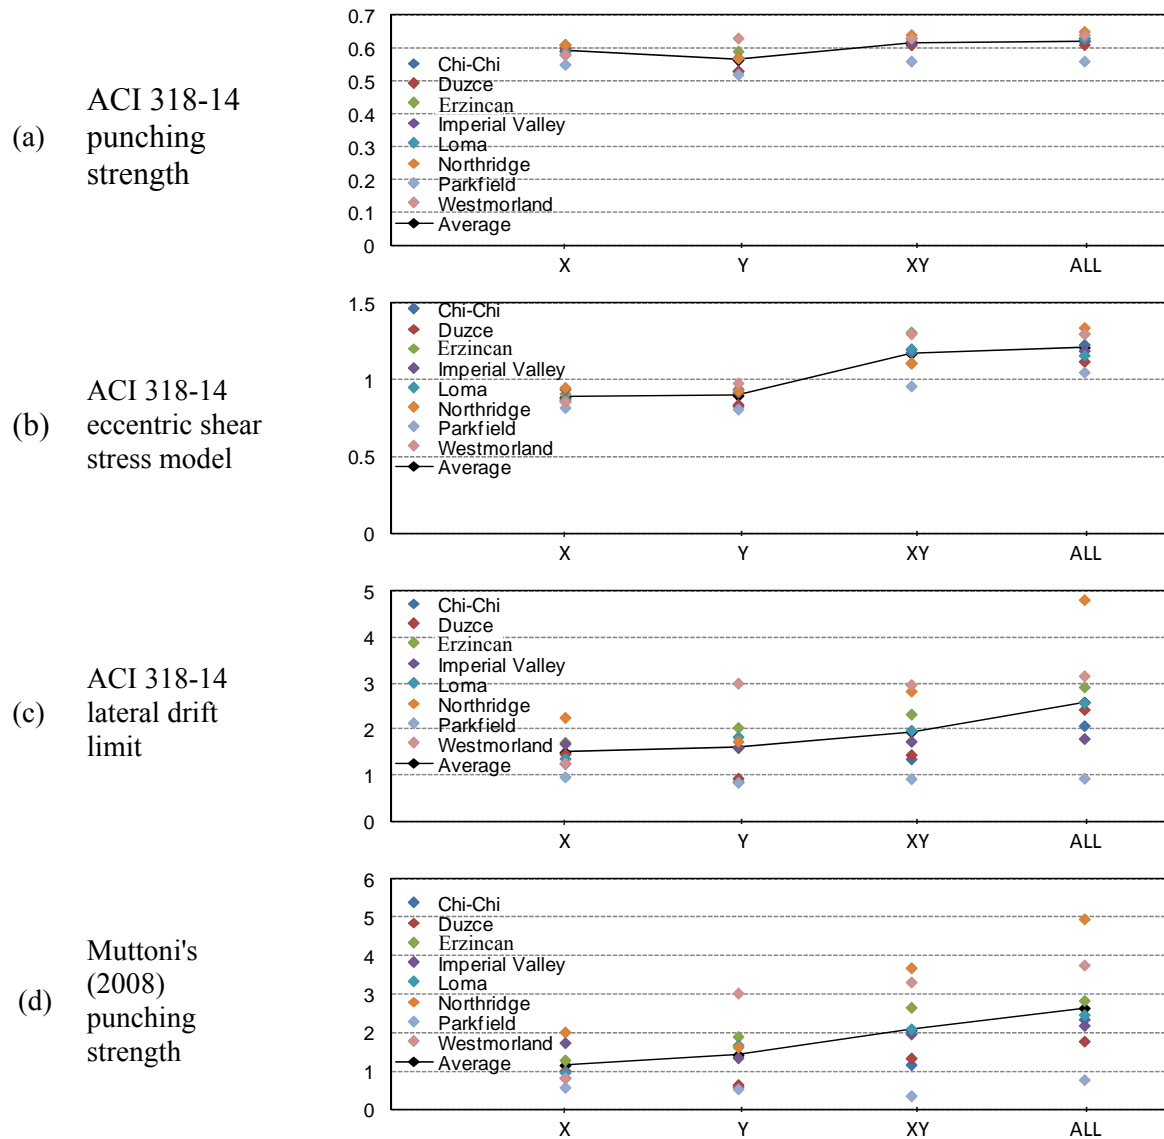 (a)
ACI 318-14
punching
strength
0.7
0.6
0.5
0.4
0.3
0.2
0.1
0
Chi-Chi
Duzce
Erzincan
Imperial Valley
Loma
Northridge
Parkfield
Westmorland
Average
X Y XY ALL
(b)
ACI 318-14
eccentric shear
stress model
1.5
1
0.5
0
Chi-Chi
Duzce
Erzincan
Imperial Valley
Loma
Northridge
Parkfield
Westmorland
Average
X Y XY ALL
(c)
ACI 318-14
lateral drift
limit
5
4
3
2
1
0
Chi-Chi
Duzce
Erzincan
Imperial Valley
Loma
Northridge
Parkfield
Westmorland
Average
X Y XY ALL
(d)
Muttoni's
(2008)
punching
strength
6
5
4
3
2
1
0
Chi-Chi
Duzce
Erzincan
Imperial Valley
Loma
Northridge
Parkfield
Westmorland
Average
X Y XY ALL